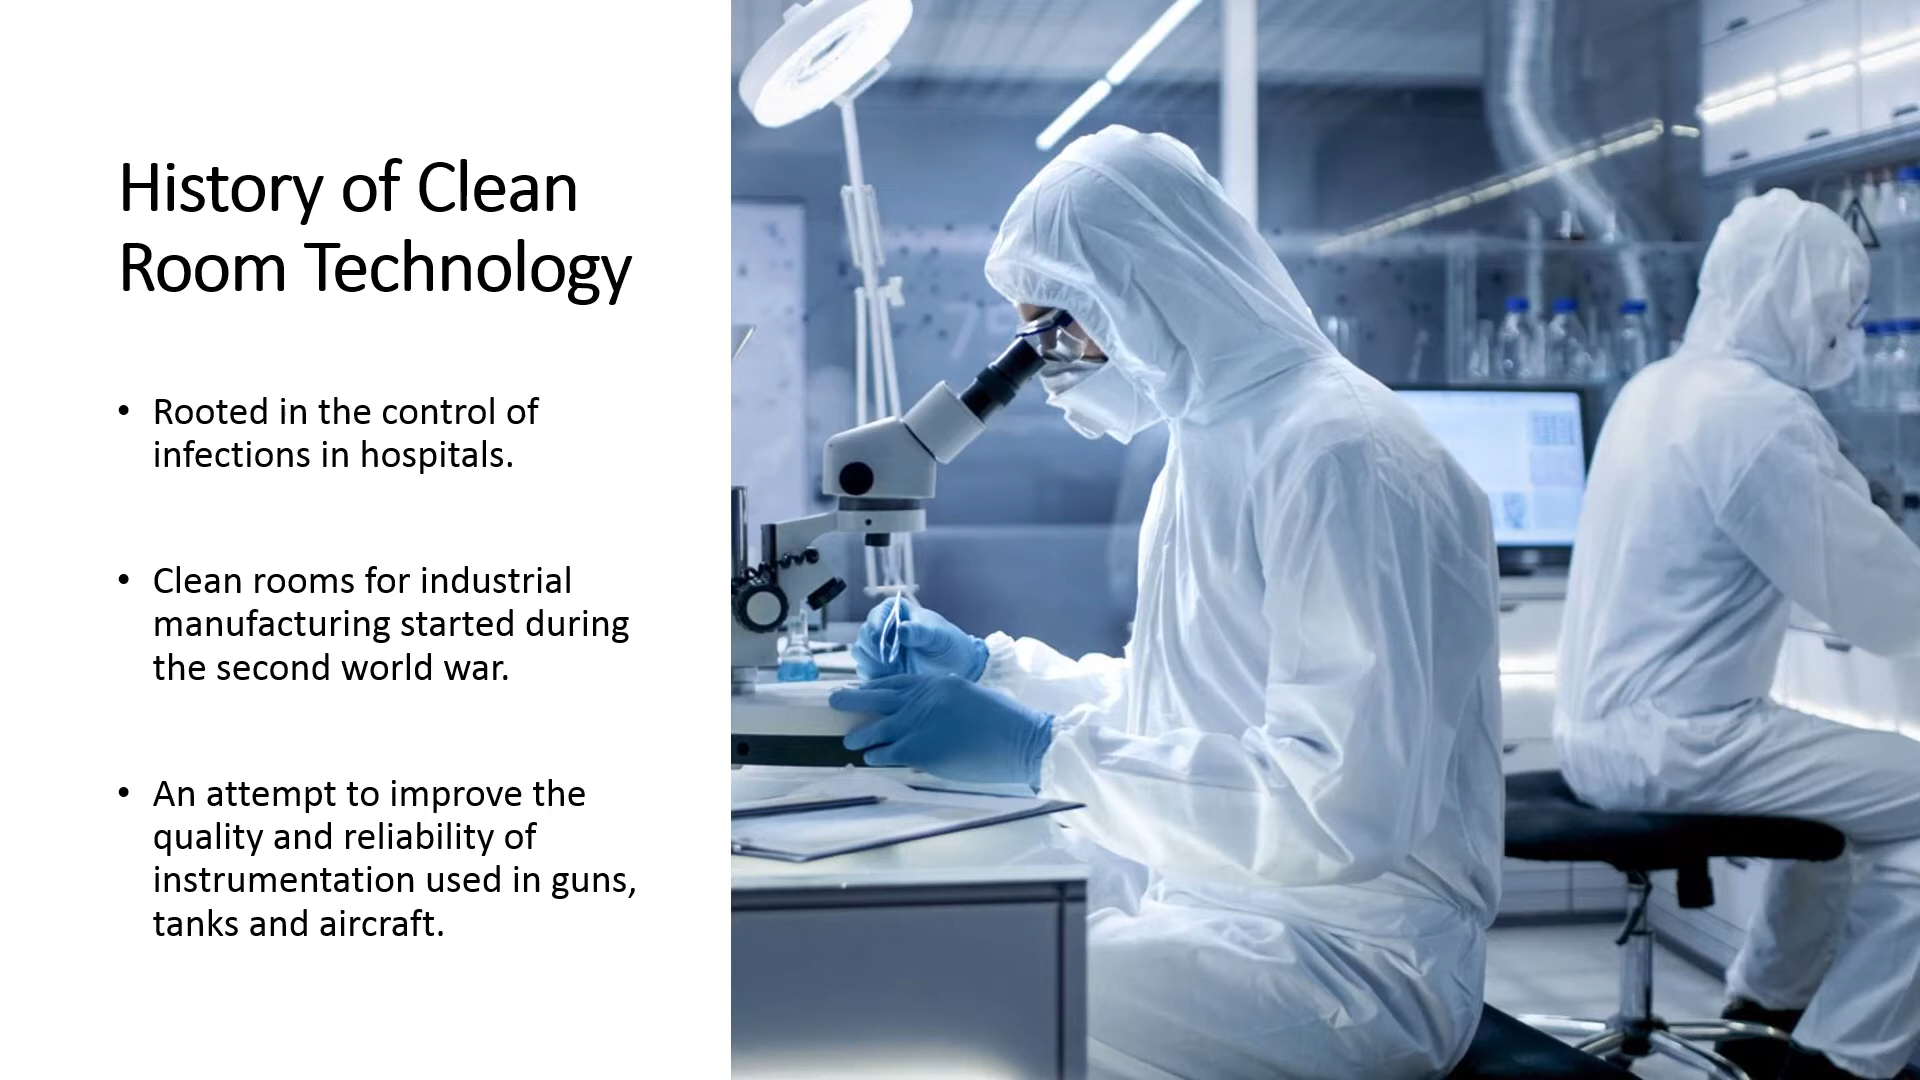 History of Clean
Room Technology
• Rooted in the control of
infections in hospitals.
• Clean rooms for industrial
manufacturing started during
the second world war.
• An attempt to improve the
quality and reliability of
instrumentation used in guns,
tanks and aircraft.